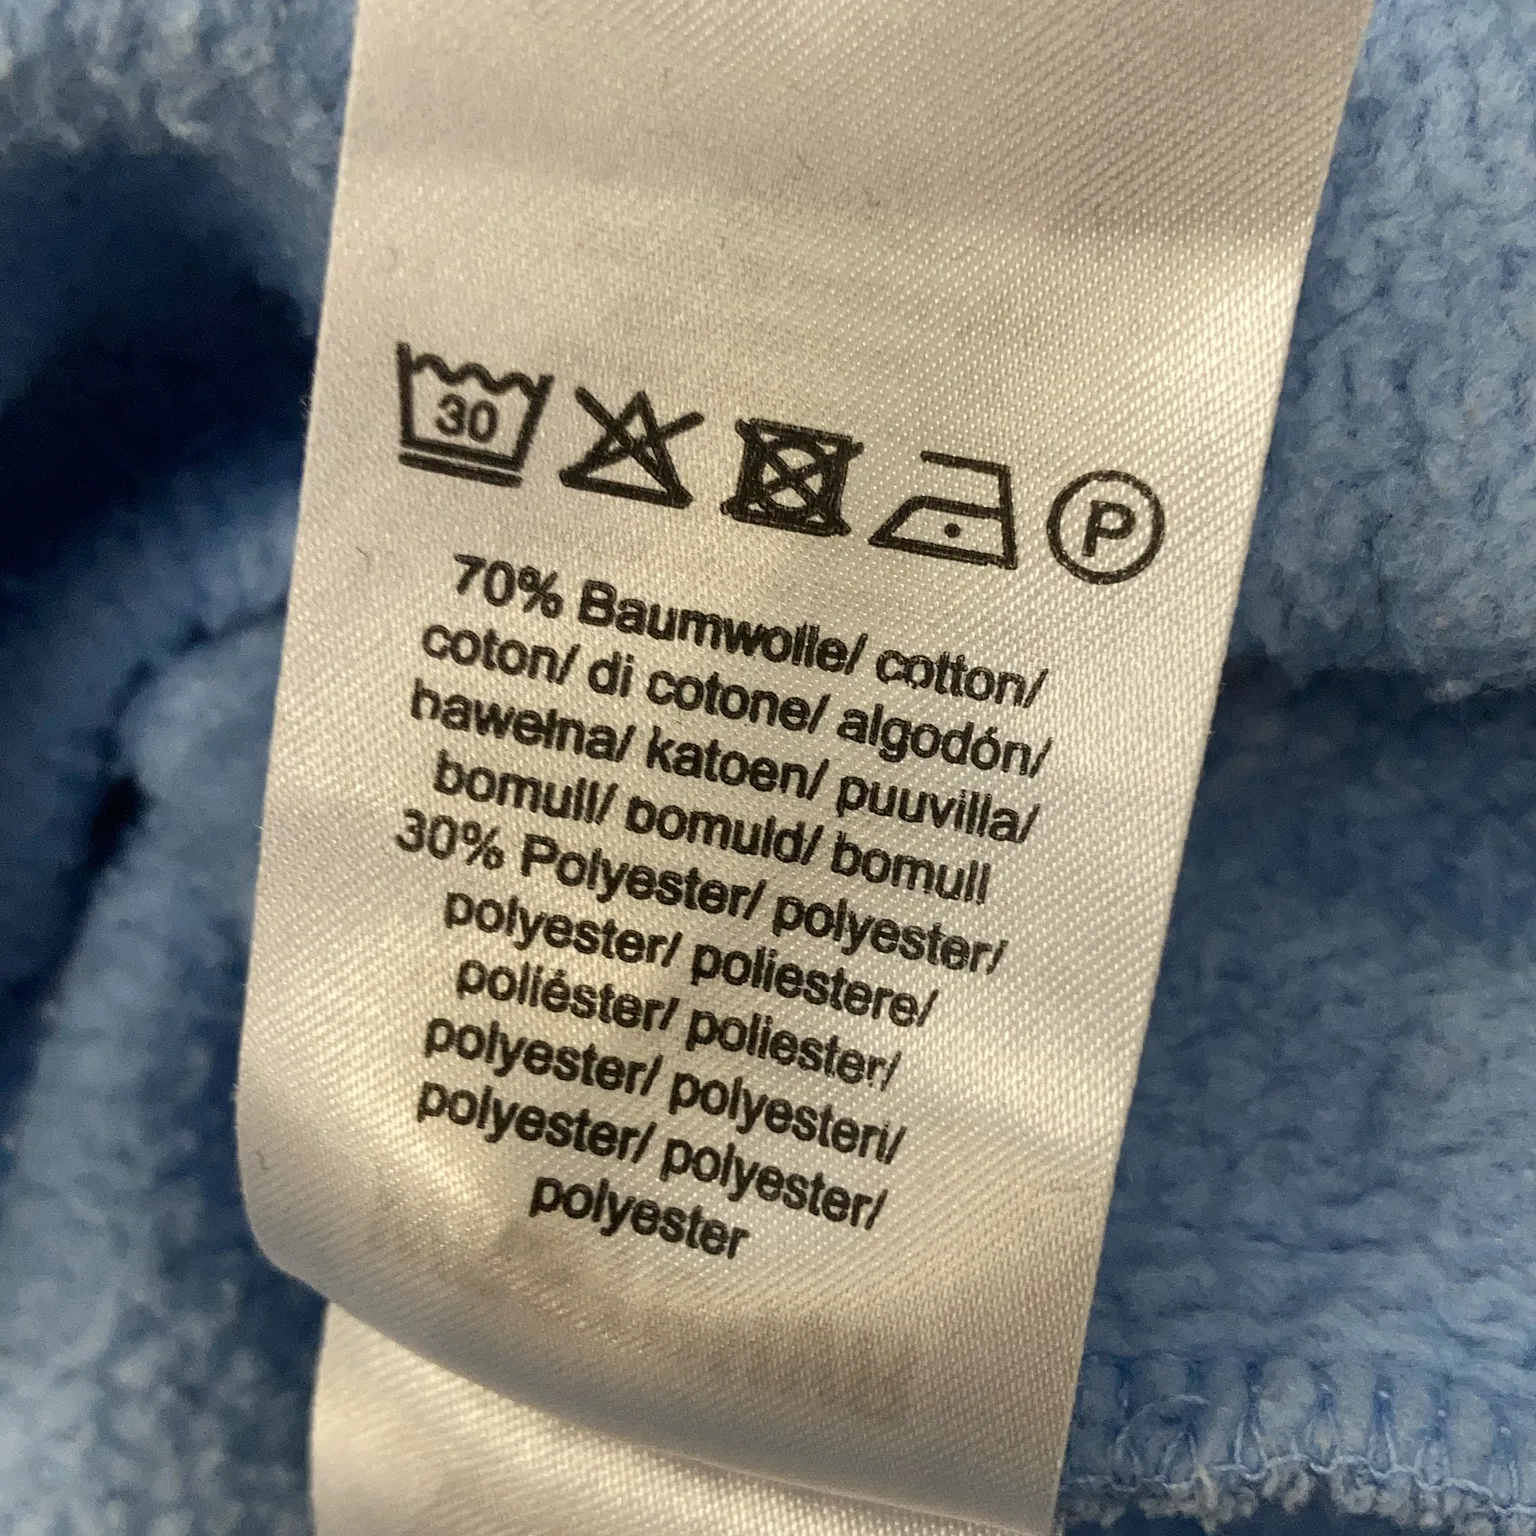 30
P
70% Baumwolle/ cotton/
coton/ di cotone/ algodón/
bawełna/ katoen/ puuvilla/
bomull/ bomuld/ bomull
30% Polyester/ polyester/
polyester/ poliestere/
poliéster/ poliester/
polyester/ polyesteri/
polyester/ polyester/
polyester